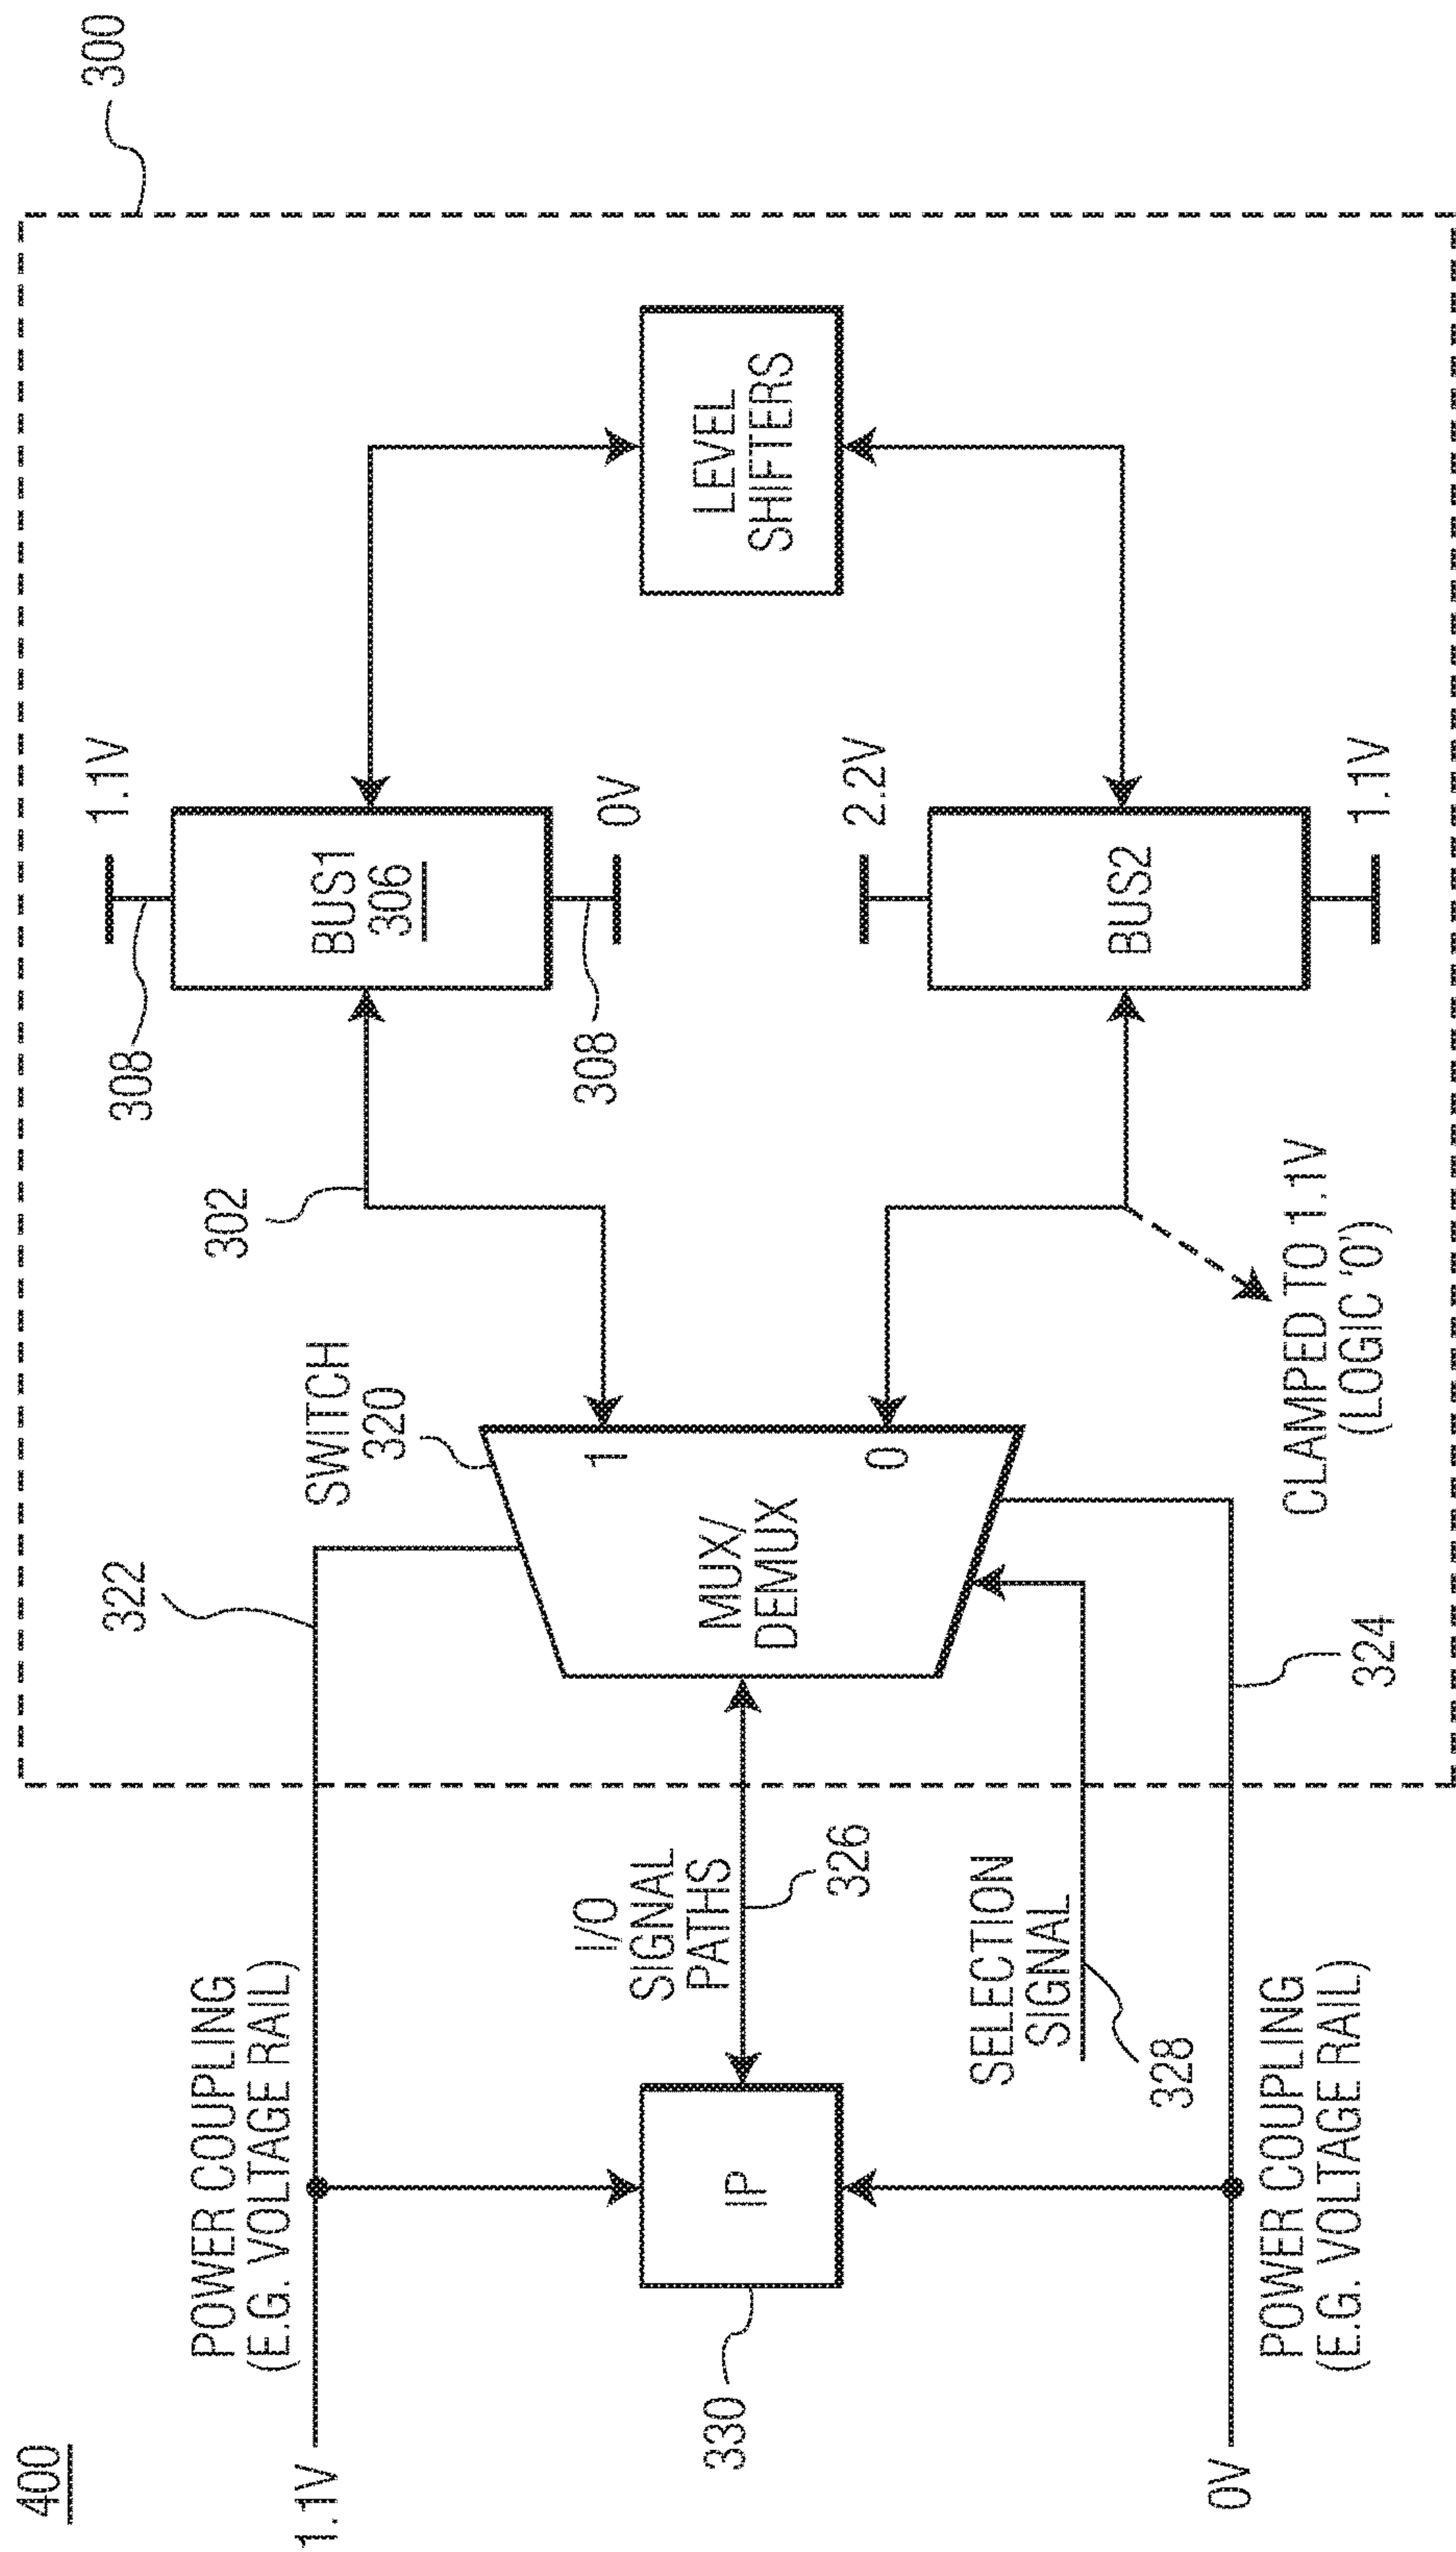 400
300
1.1V
POWER COUPLING
(E.G. VOLTAGE RAIL)
322
SWITCH
320
302
308
1.1V
BUS1
306
308
0V
330
IP
I/O
SIGNAL
PATHS
326
MUX/
DEMUX
1
0
LEVEL
SHIFTERS
SELECTION
SIGNAL
328
2.2V
BUS2
1.1V
0V
POWER COUPLING
(E.G. VOLTAGE RAIL)
324
CLAMPED TO 1.1V
(LOGIC '0')